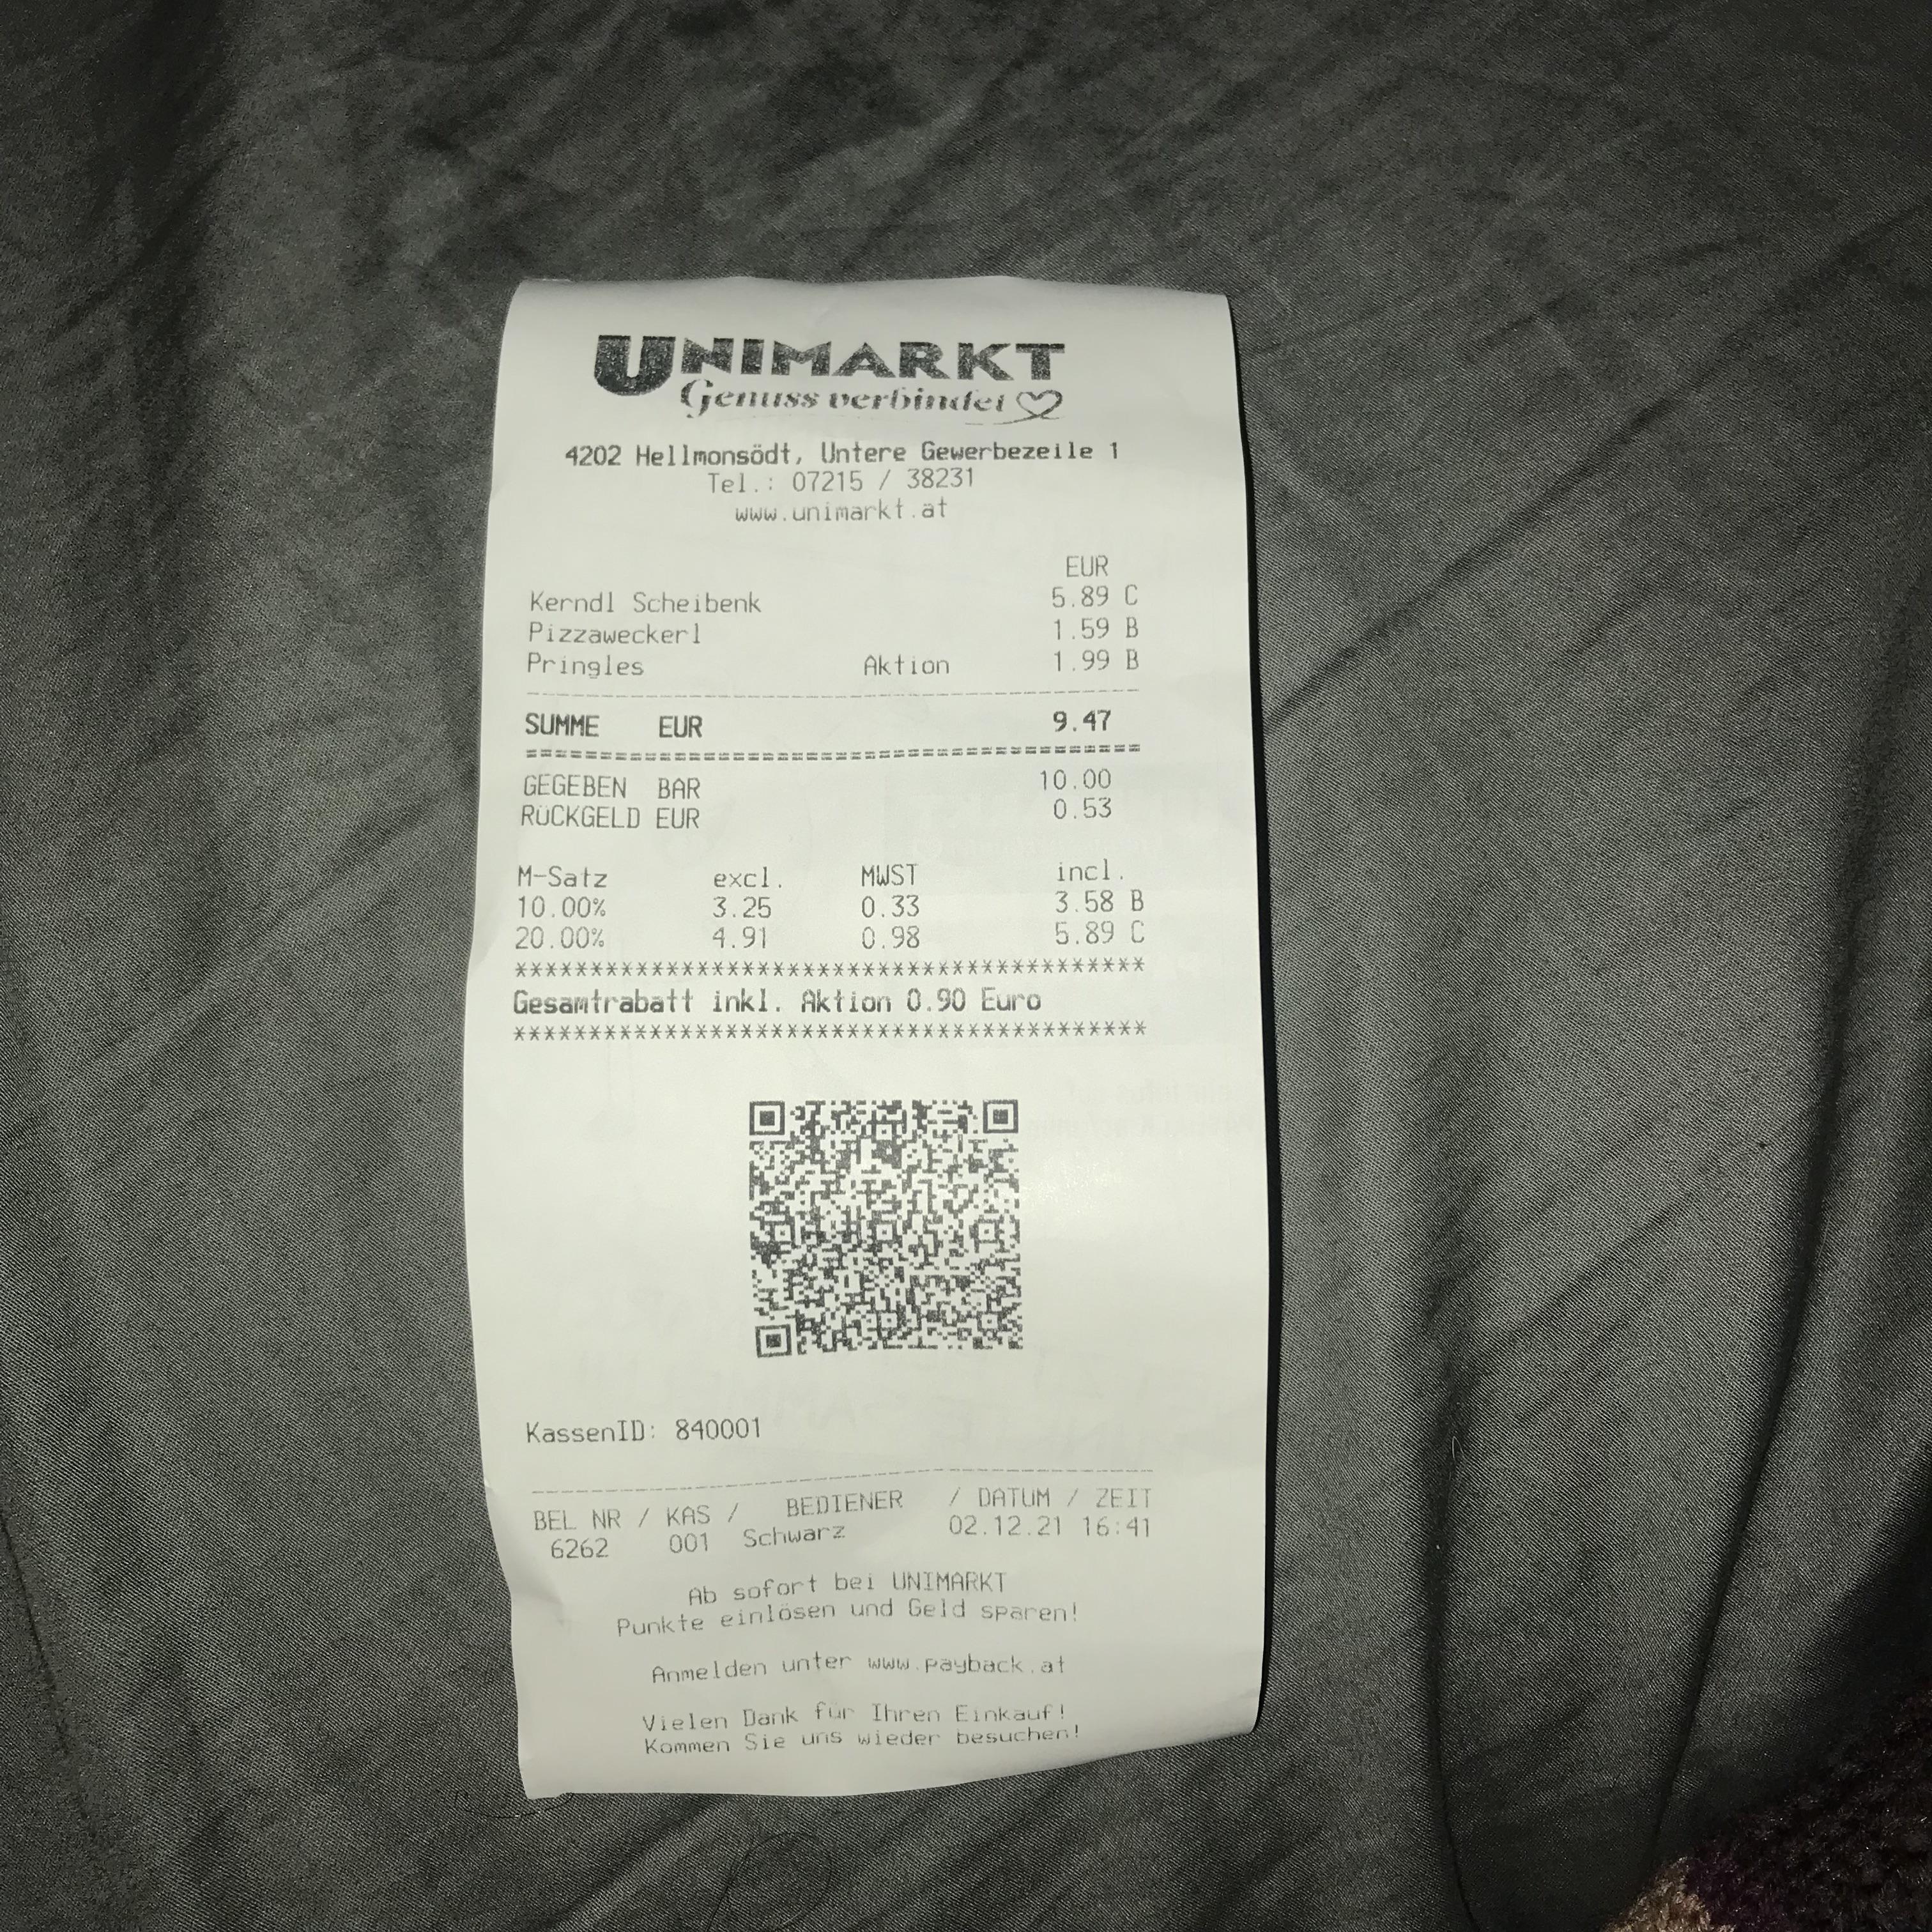 UNIMARKT
Genuss verbindet
4202 Hellmonsödt, Untere Gewerbezeile 1
Tel.: 07215 / 38231
www.unimarkt.at
EUR
Kerndl Scheibenk 5.89 C
Pizzaweckerl 1.59 B
Pringles Aktion 1.99 B
----------------------------------------
SUMME EUR 9.47
========================================
GEGEBEN BAR 10.00
RÜCKGELD EUR 0.53
M-Satz excl. MWST incl.
10.00% 3.25 0.33 3.58 B
20.00% 4.91 0.98 5.89 C
******************************************
Gesamtrabatt inkl. Aktion 0.90 Euro
******************************************
KassenID: 840001
----------------------------------------
BEL NR / KAS / BEDIENER / DATUM / ZEIT
6262 001 Schwarz 02.12.21 16:41
Ab sofort bei UNIMARKT
Punkte einlösen und Geld sparen!
Anmelden unter www.payback.at
Vielen Dank für Ihren Einkauf!
Kommen Sie uns wieder besuchen!